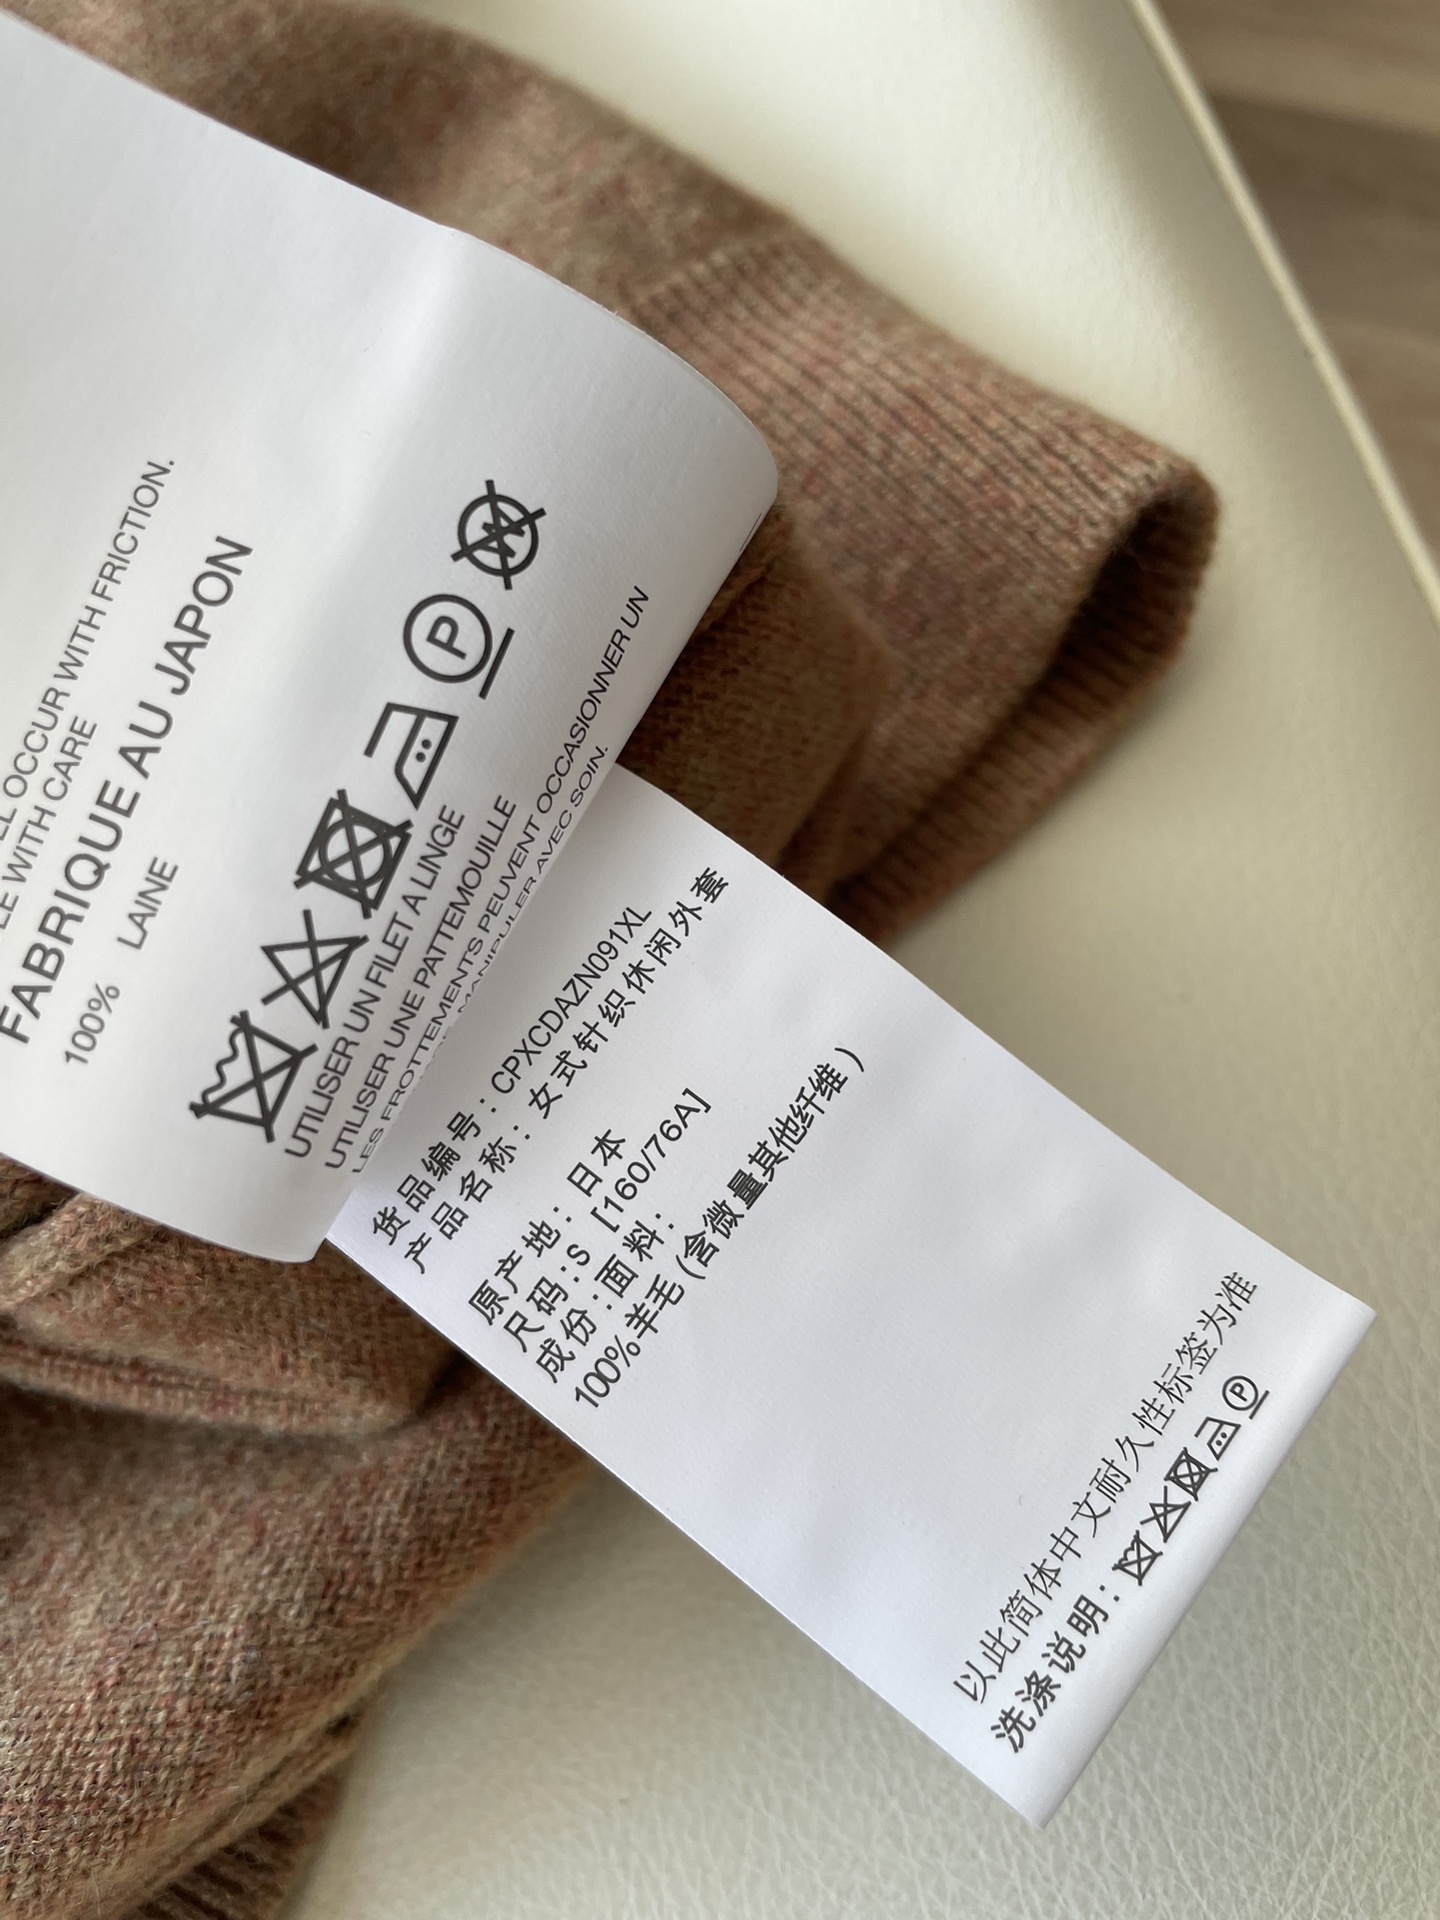 LL OCCUR WITH FRICTION.
LE WITH CARE
FABRIQUE AU JAPON
100% LAINE
W
P
UTILISER UN FILET A LINGE
UTILISER UNE PATTEMOUILLE
LES FROTTEMENTS PEUVENT OCCASIONNER UN
MANIPULER AVEC SOIN.
货品编号:CPXCDAZN091XL
产品名称:女式针织休闲外套
原产地:日本
尺码:S [160/76A]
成份:面料:
100%羊毛(含微量其他纤维)
以此简体中文耐久性标签为准
洗涤说明:
P